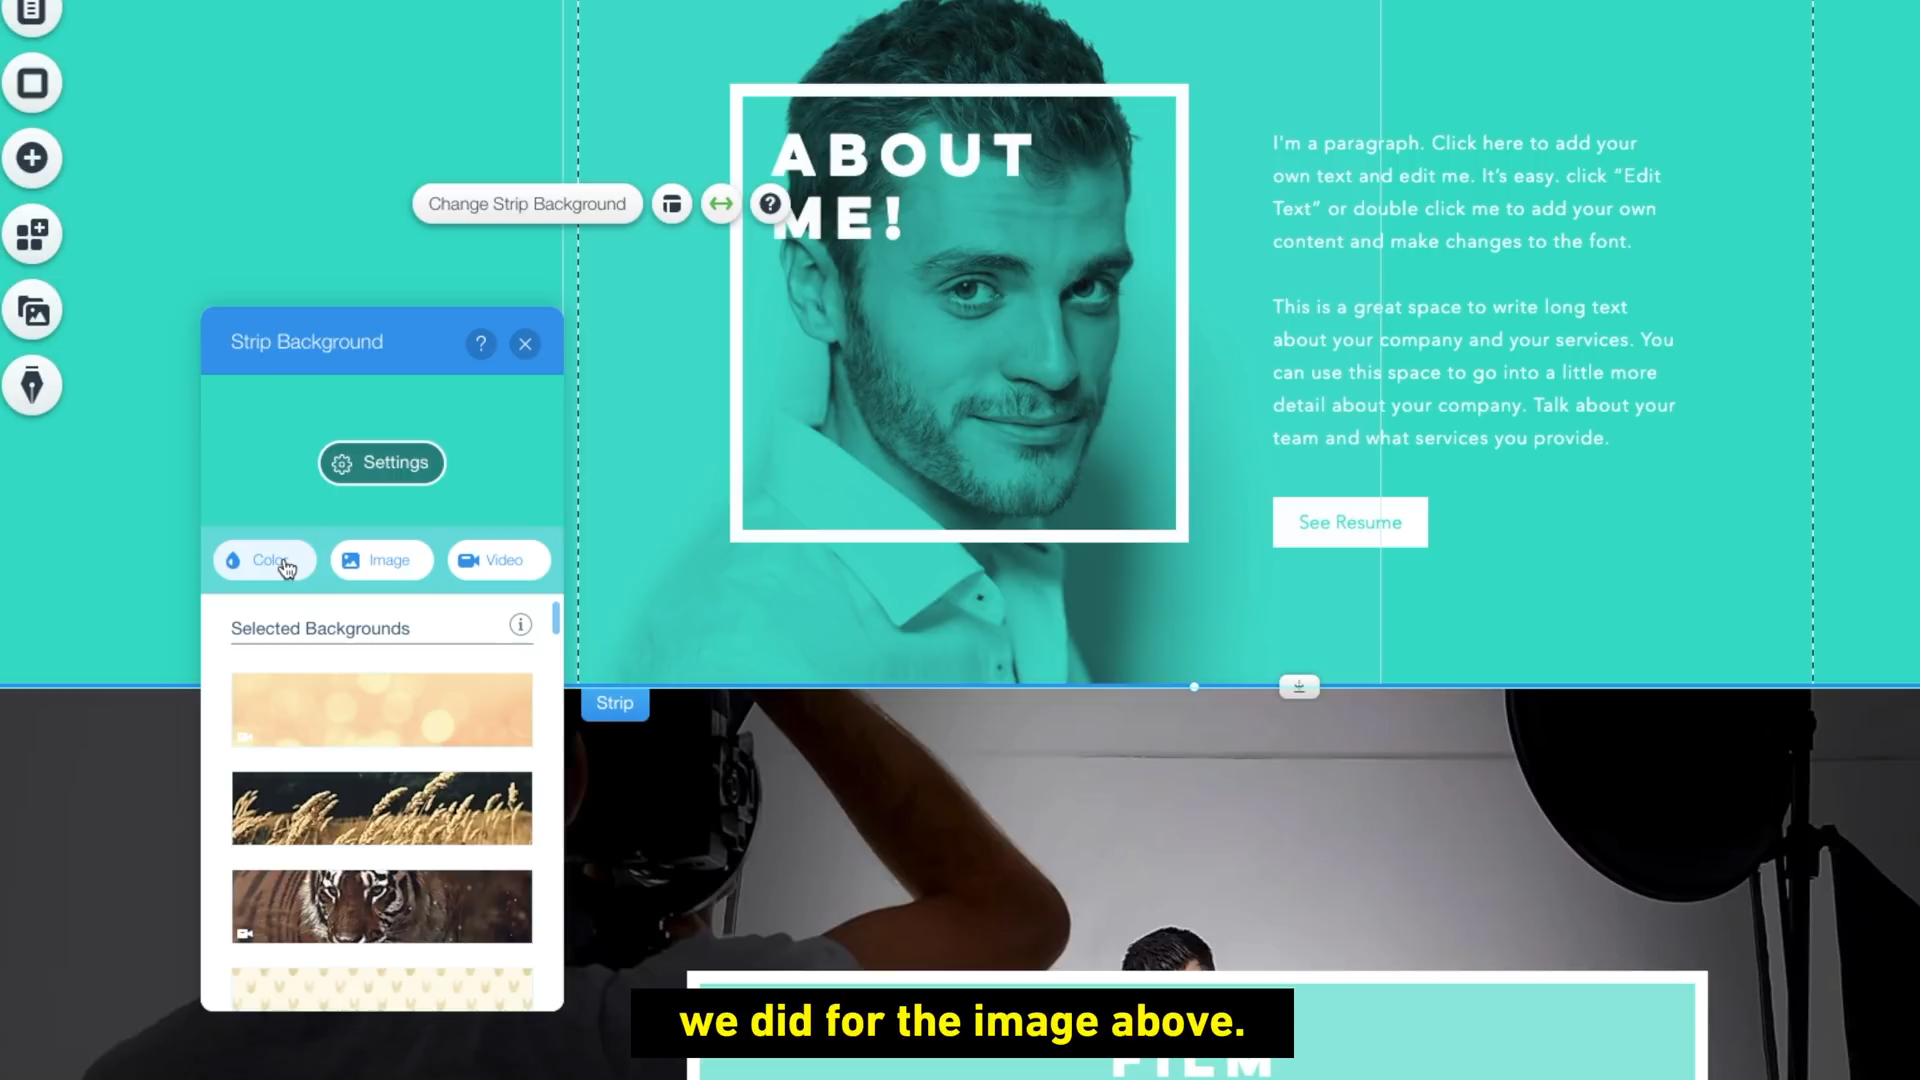 ABOUT
ME!
Change Strip Background
?
I'm a paragraph. Click here to add your
own text and edit me. It's easy. click “Edit
Text” or double click me to add your own
content and make changes to the font.
This is a great space to write long text
about your company and your services. You
can use this space to go into a little more
detail about your company. Talk about your
team and what services you provide.
See Resume
Strip Background
?
Settings
Color
Image
Video
Selected Backgrounds
i
Strip
we did for the image above.
FILM